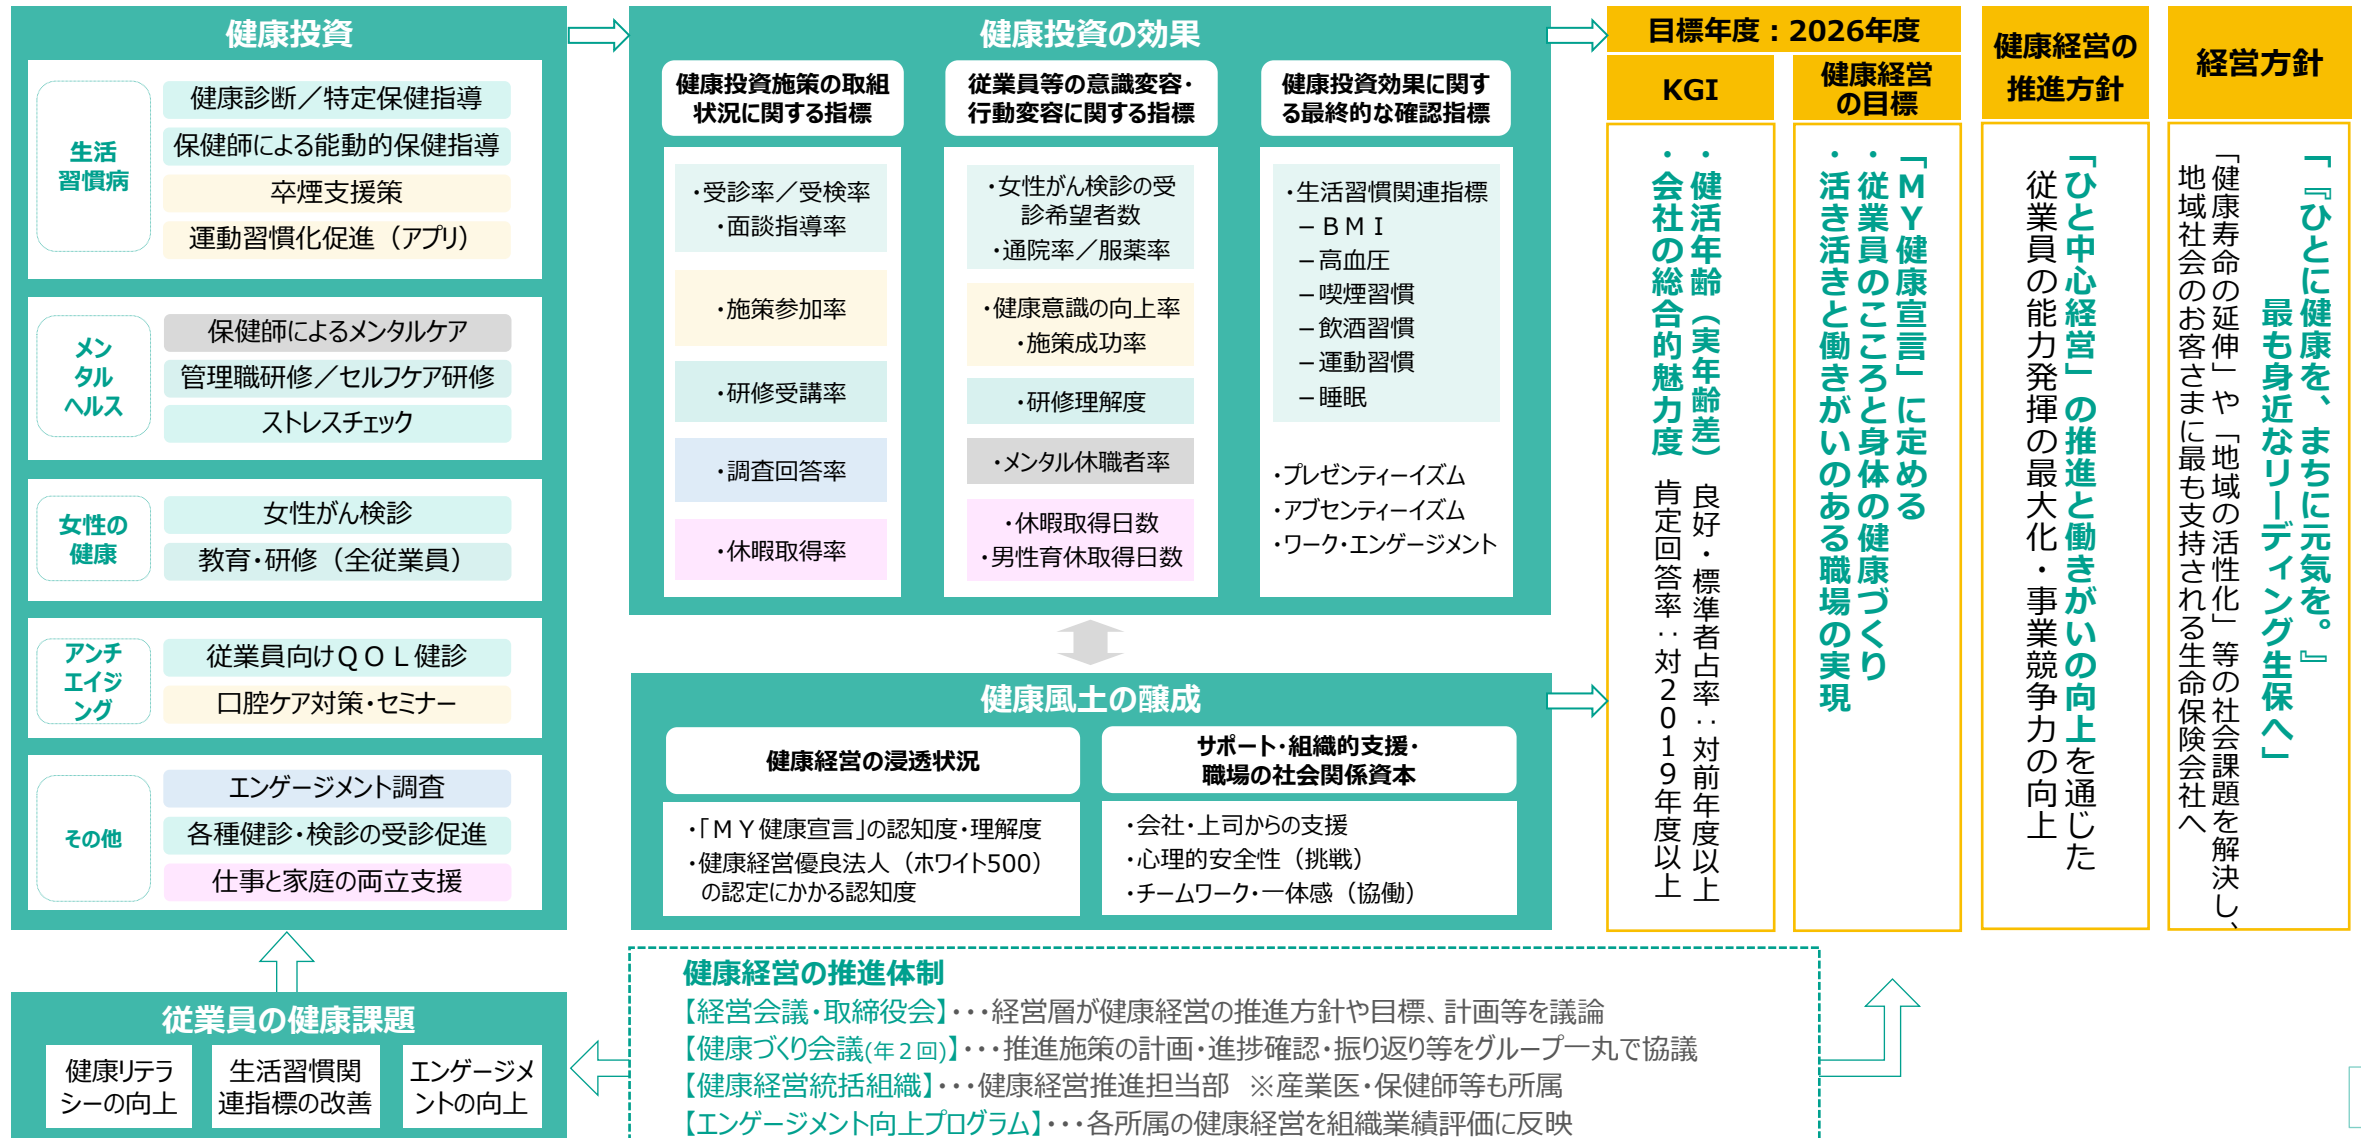 健康投資
生活
習慣病
健康診断／特定保健指導
保健師による能動的保健指導
卒煙支援策
運動習慣化促進（アプリ）
メン
タル
ヘルス
保健師によるメンタルケア
管理職研修／セルフケア研修
ストレスチェック
女性の
健康
女性がん検診
教育・研修（全従業員）
アンチ
エイジ
ング
従業員向けＱＯＬ健診
口腔ケア対策・セミナー
その他
エンゲージメント調査
各種健診・検診の受診促進
仕事と家庭の両立支援
健康投資の効果
健康投資施策の取組
状況に関する指標
・受診率／受検率
・面談指導率
・施策参加率
・研修受講率
・調査回答率
・休暇取得率
従業員等の意識変容・
行動変容に関する指標
・女性がん検診の受
診希望者数
・通院率／服薬率
・健康意識の向上率
・施策成功率
・研修理解度
・メンタル休職者率
・休暇取得日数
・男性育休取得日数
健康投資効果に関す
る最終的な確認指標
・生活習慣関連指標
－ＢＭＩ
－高血圧
－喫煙習慣
－飲酒習慣
－運動習慣
－睡眠
・プレゼンティーイズム
・アブセンティーイズム
・ワーク・エンゲージメント
健康風土の醸成
健康経営の浸透状況
・「ＭＹ健康宣言」の認知度・理解度
・健康経営優良法人（ホワイト500）
の認定にかかる認知度
サポート・組織的支援・
職場の社会関係資本
・会社・上司からの支援
・心理的安全性（挑戦）
・チームワーク・一体感（協働）
目標年度：2026年度
KGI
・健活年齢（実年齢差） 良好・標準者占率：対前年度以上
・会社の総合的魅力度 肯定回答率：対２０１９年度以上
健康経営
の目標
「ＭＹ健康宣言」に定める
・従業員のこころと身体の健康づくり
・活き活きと働きがいのある職場の実現
健康経営の
推進方針
「ひと中心経営」の推進と働きがいの向上を通じた
従業員の能力発揮の最大化・事業競争力の向上
経営方針
「『ひとに健康を、まちに元気を。』
最も身近なリーディング生保へ」
「健康寿命の延伸」や「地域の活性化」等の社会課題を解決し、
地域社会のお客さまに最も支持される生命保険会社へ
従業員の健康課題
健康リテラ
シーの向上
生活習慣関
連指標の改善
エンゲージメ
ントの向上
健康経営の推進体制
【経営会議・取締役会】・・・経営層が健康経営の推進方針や目標、計画等を議論
【健康づくり会議(年２回)】・・・推進施策の計画・進捗確認・振り返り等をグループ一丸で協議
【健康経営統括組織】・・・健康経営推進担当部　※産業医・保健師等も所属
【エンゲージメント向上プログラム】・・・各所属の健康経営を組織業績評価に反映